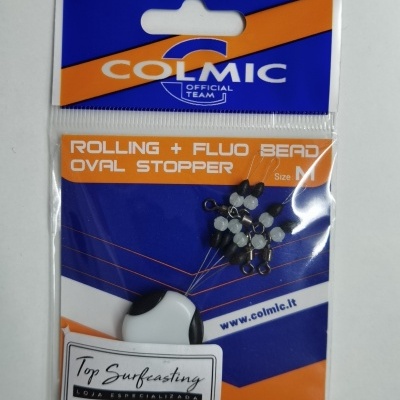 COLMIC
OFFICIAL
TEAM
ROLLING + FLUO BEAD
OVAL STOPPER Size M
www.colmic.it
Top Surfcasting
LOJA ESPECIALIZADA